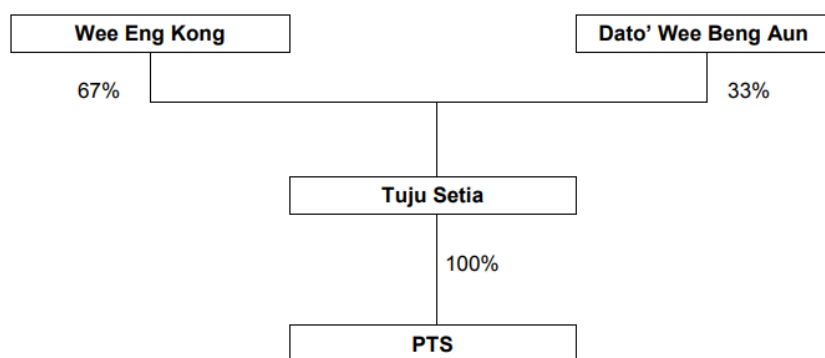 Wee Eng Kong
Dato’ Wee Beng Aun
67%
33%
Tuju Setia
100%
PTS